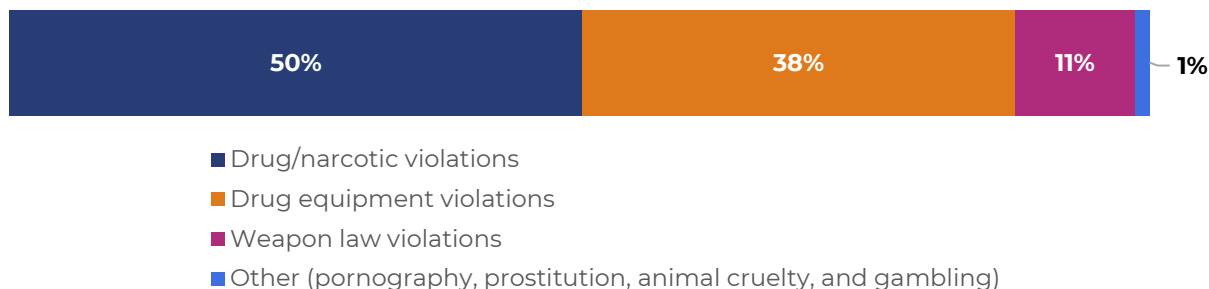 50%
38%
11%
1%
Drug/narcotic violations
Drug equipment violations
Weapon law violations
Other (pornography, prostitution, animal cruelty, and gambling)